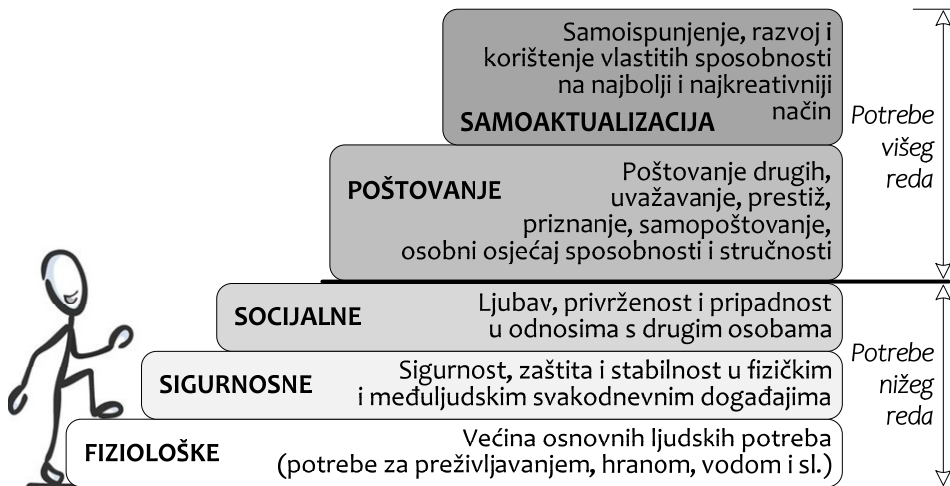 Samoispunjenje, razvoj i
korištenje vlastitih sposobnosti
na najbolji i najkreativniji
način
SAMOAKTUALIZACIJA
Potrebe
višeg
reda
POŠTOVANJE
Poštovanje drugih,
uvažavanje, prestiž,
priznanje, samopoštovanje,
osobni osjećaj sposobnosti i stručnosti
SOCIJALNE
Ljubav, privrženost i pripadnost
u odnosima s drugim osobama
Potrebe
nižeg
reda
SIGURNOSNE
Sigurnost, zaštita i stabilnost u fizičkim
i međuljudskim svakodnevnim događajima
FIZIOLOŠKE
Većina osnovnih ljudskih potreba
(potrebe za preživljavanjem, hranom, vodom i sl.)